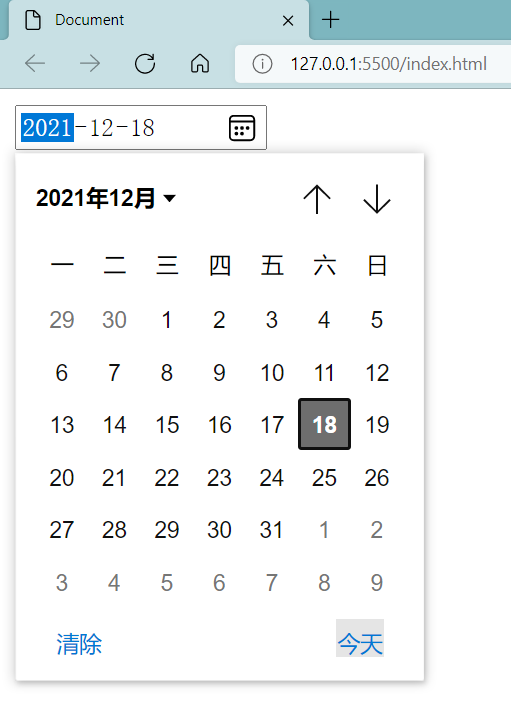 Document
127.0.0.1:5500/index.html
2021-12-18
2021年12月
一 二 三 四 五 六 日
29 30 1 2 3 4 5
6 7 8 9 10 11 12
13 14 15 16 17 18 19
20 21 22 23 24 25 26
27 28 29 30 31 1 2
3 4 5 6 7 8 9
清除 今天